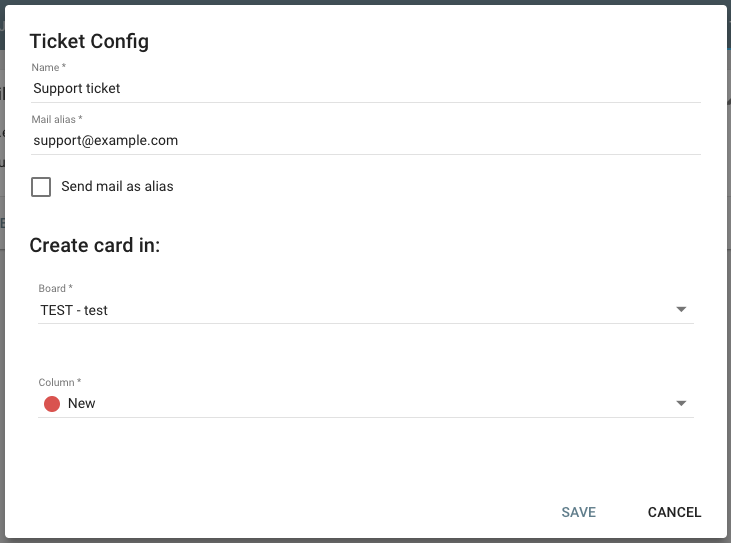 Ticket Config
Name *
Support ticket
Mail alias *
support@example.com
Send mail as alias
Create card in:
Board *
TEST - test
Column *
New
SAVE CANCEL